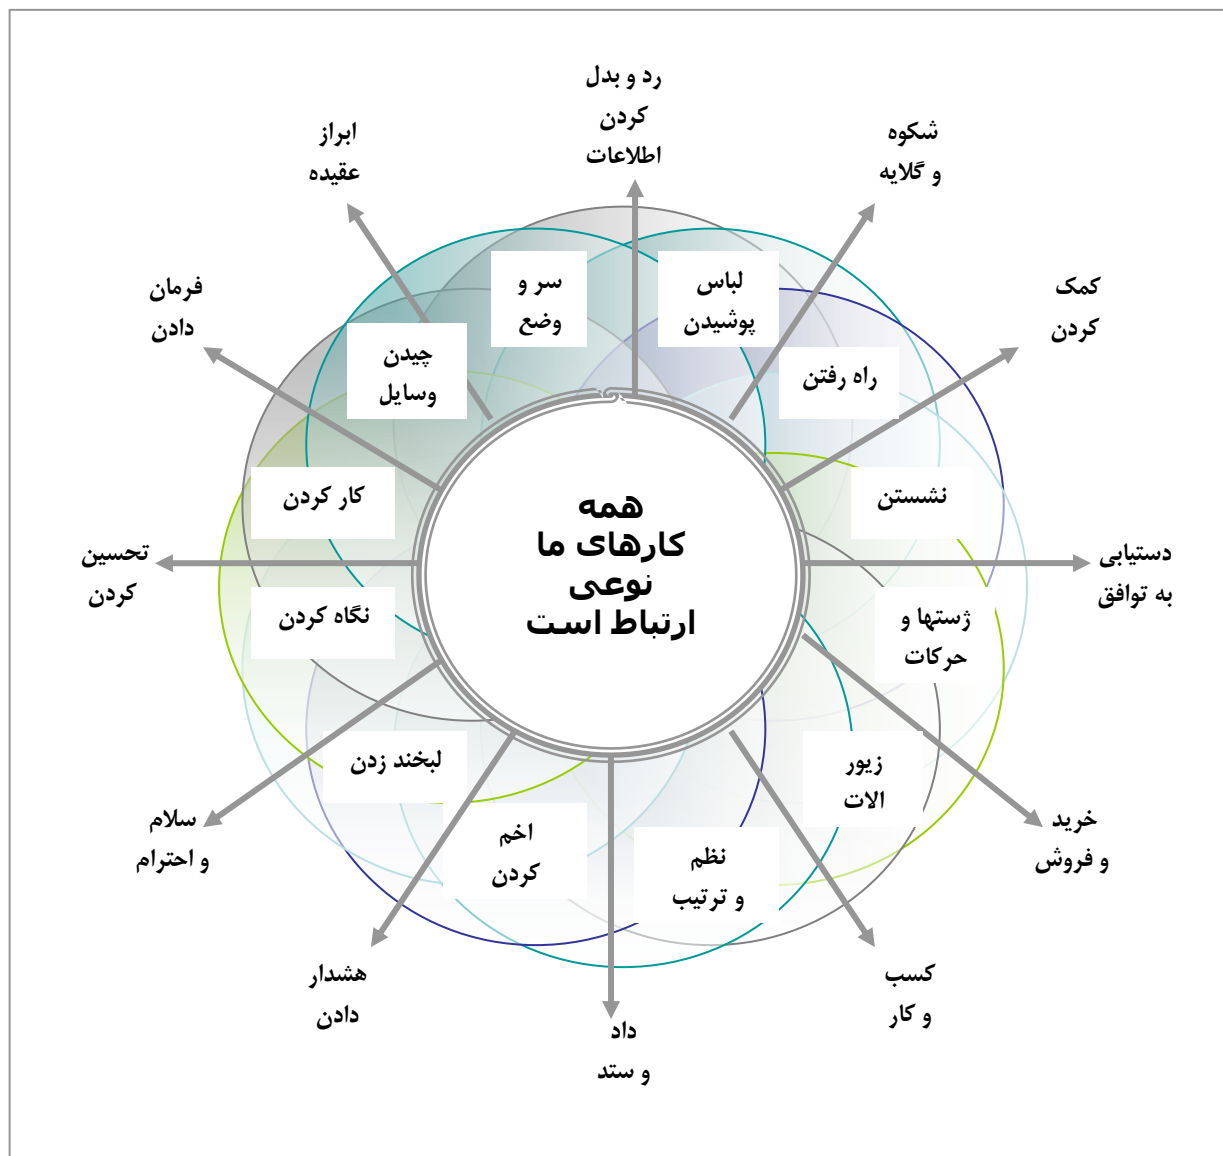 رد و بدل
کردن
اطلاعات
شکوه
و گلایه
کمک
کردن
دستیابی
به توافق
خرید
و فروش
کسب
و کار
داد
و ستد
هشدار
دادن
سلام
و احترام
تحسین
کردن
فرمان
دادن
ابراز
عقیده
سر و
وضع
لباس
پوشیدن
راه رفتن
نشستن
ژستها و
حرکات
زیور
الات
نظم
و ترتیب
اخم
کردن
لبخند زدن
نگاه کردن
کار کردن
چیدن
وسایل
همه
کارهای ما
نوعی
ارتباط است